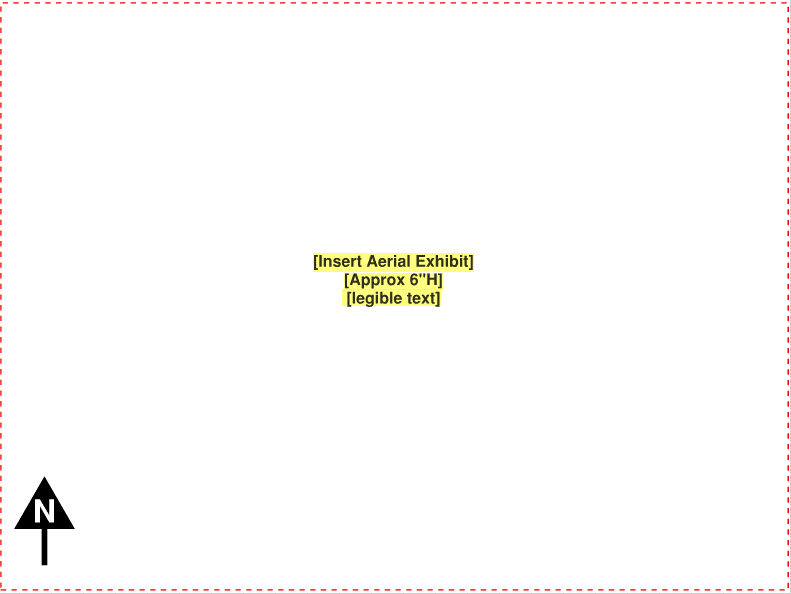 [Insert Aerial Exhibit]
[Approx 6"H]
[legible text]
N